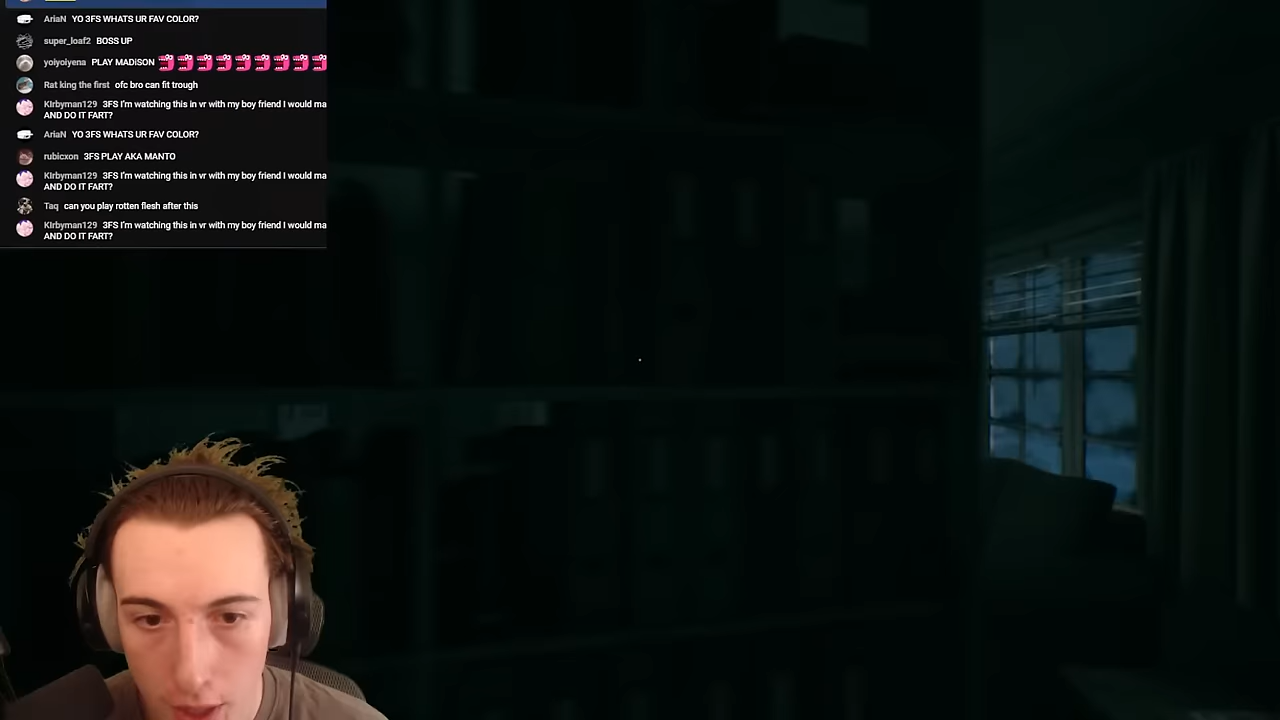 AriaN YO 3FS WHATS UR FAV COLOR?
super_loaf2 BOSS UP
yoiyoiyena PLAY MADiSON
Rat king the first ofc bro can fit trough
KIrbyman129 3FS I'm watching this in vr with my boy friend I would ma
AND DO IT FART?
AriaN YO 3FS WHATS UR FAV COLOR?
rubicxon 3FS PLAY AKA MANTO
KIrbyman129 3FS I'm watching this in vr with my boy friend I would ma
AND DO IT FART?
Taq can you play rotten flesh after this
KIrbyman129 3FS I'm watching this in vr with my boy friend I would ma
AND DO IT FART?